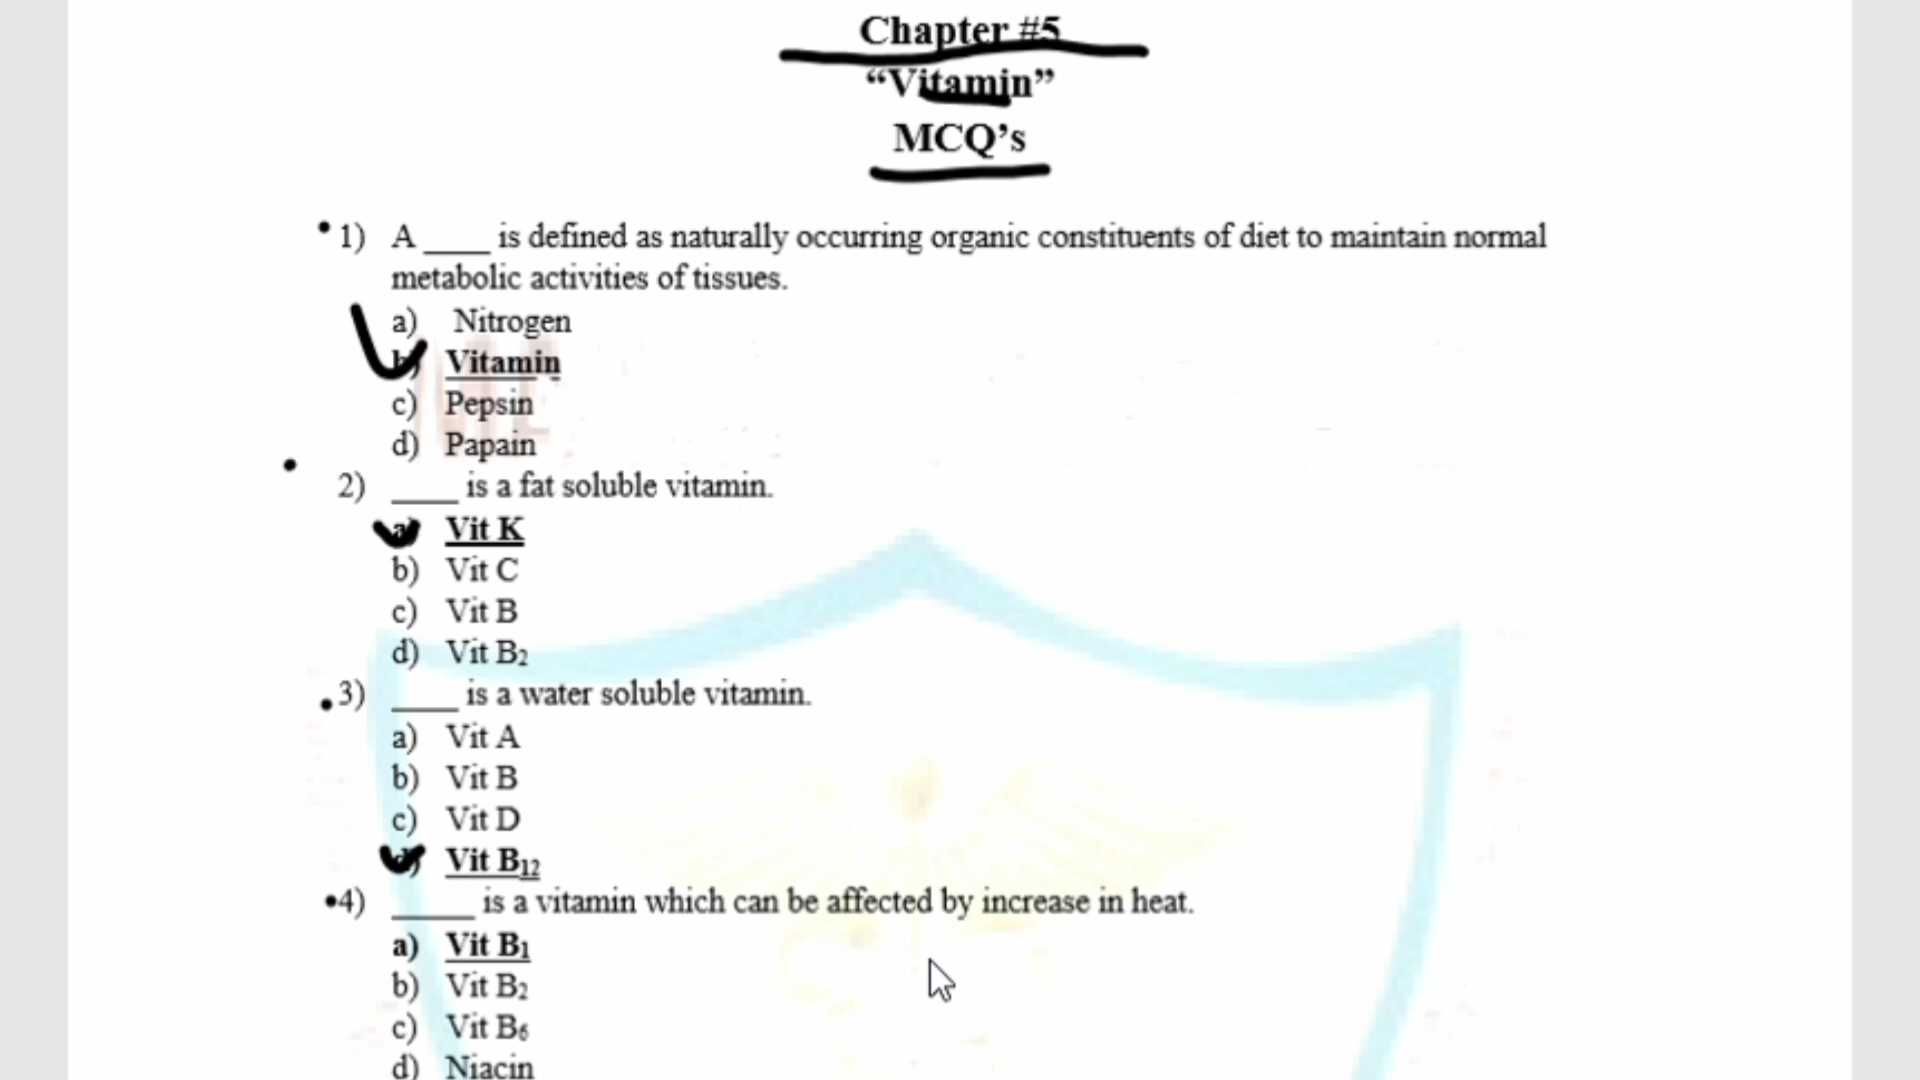 Chapter #5
“Vitamin”
MCQ’s
1) A ____ is defined as naturally occurring organic constituents of diet to maintain normal
metabolic activities of tissues.
a) Nitrogen
b) Vitamin
c) Pepsin
d) Papain
2) ____ is a fat soluble vitamin.
a) Vit K
b) Vit C
c) Vit B
d) Vit B₂
3) ____ is a water soluble vitamin.
a) Vit A
b) Vit B
c) Vit D
d) Vit B₁₂
4) _____ is a vitamin which can be affected by increase in heat.
a) Vit B₁
b) Vit B₂
c) Vit B₆
d) Niacin